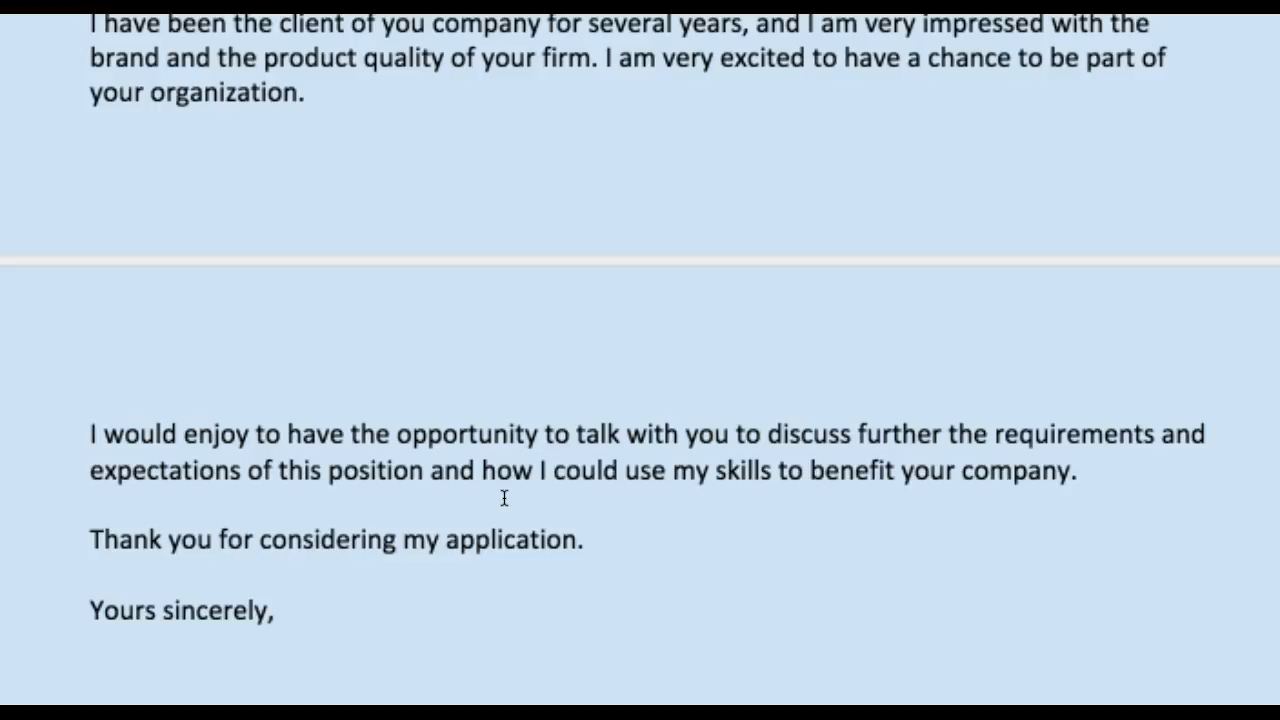 I have been the client of you company for several years, and I am very impressed with the
brand and the product quality of your firm. I am very excited to have a chance to be part of
your organization.
I would enjoy to have the opportunity to talk with you to discuss further the requirements and
expectations of this position and how I could use my skills to benefit your company.
Thank you for considering my application.
Yours sincerely,